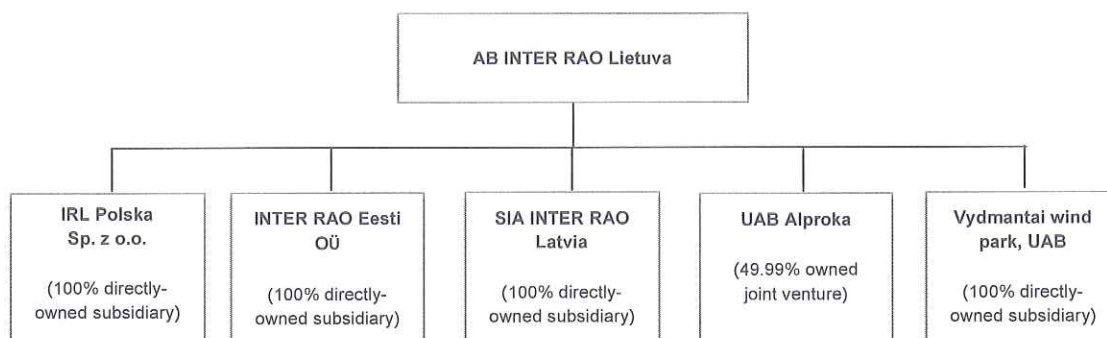 AB INTER RAO Lietuva
IRL Polska
Sp. z o.o.
(100% directly-
owned subsidiary)
INTER RAO Eesti
OÜ
(100% directly-
owned subsidiary)
SIA INTER RAO
Latvia
(100% directly-
owned subsidiary)
UAB Alproka
(49.99% owned
joint venture)
Vydmantai wind
park, UAB
(100% directly-
owned subsidiary)